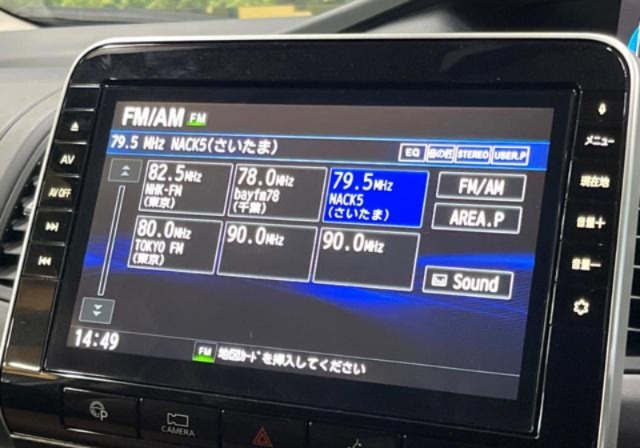 FM/AM FM
79.5 MHz NACK5(さいたま)
EQ 音の匠 STEREO USER.P
82.5MHz
NHK-FM
(東京)
78.0MHz
bayfm78
(千葉)
79.5MHz
NACK5
(さいたま)
FM/AM
80.0MHz
TOKYO FM
(東京)
90.0MHz
90.0MHz
AREA.P
Sound
14:49
FM 地図ｶｰﾄﾞを挿入してください
AV
AV OFF
メニュー
現在地
音量＋
音量－
CAMERA